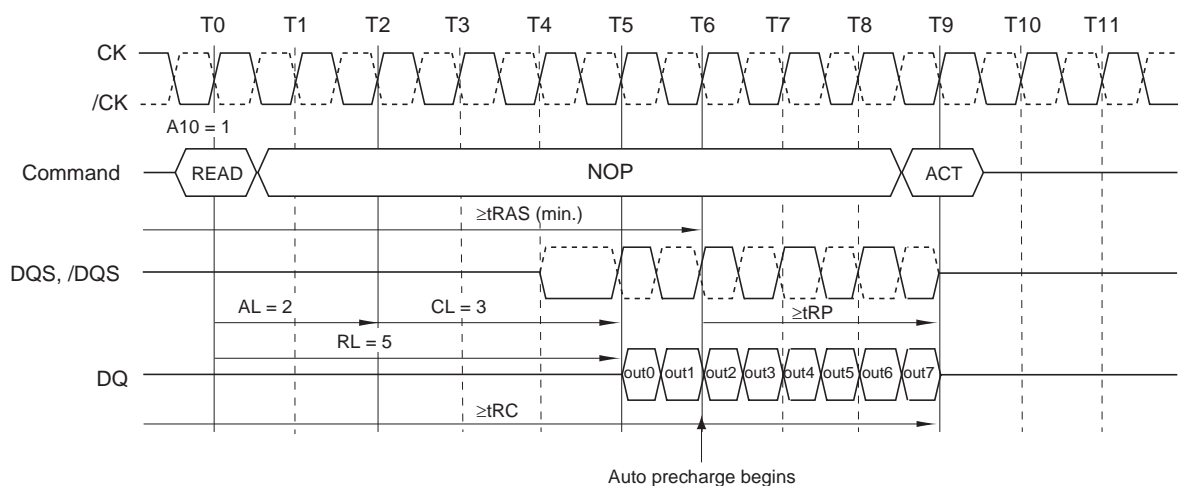 T0 T1 T2 T3 T4 T5 T6 T7 T8 T9 T10 T11
CK
/CK
A10 = 1
Command READ NOP ACT
≥tRAS (min.)
DQS, /DQS
AL = 2 CL = 3 ≥tRP
RL = 5
DQ out0 out1 out2 out3 out4 out5 out6 out7
≥tRC
Auto precharge begins